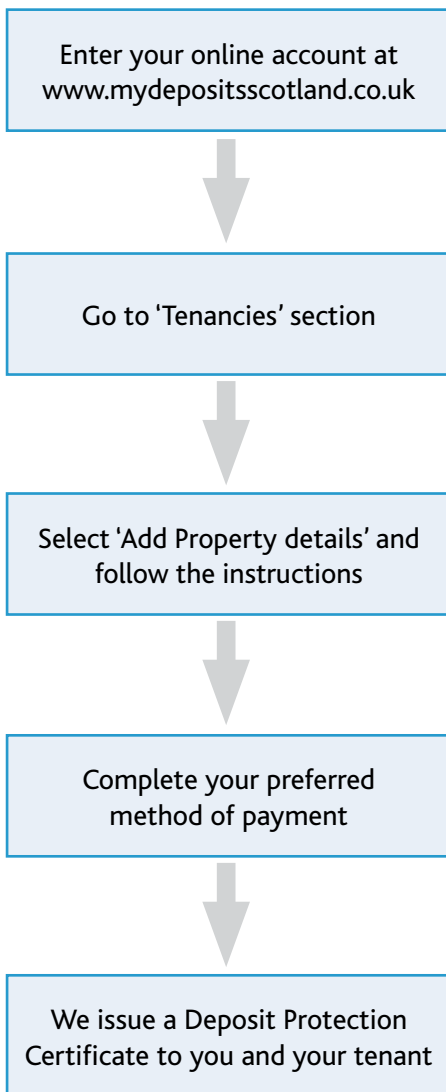 Enter your online account at
www.mydepositsscotland.co.uk
Go to ‘Tenancies’ section
Select ‘Add Property details’ and
follow the instructions
Complete your preferred
method of payment
We issue a Deposit Protection
Certificate to you and your tenant